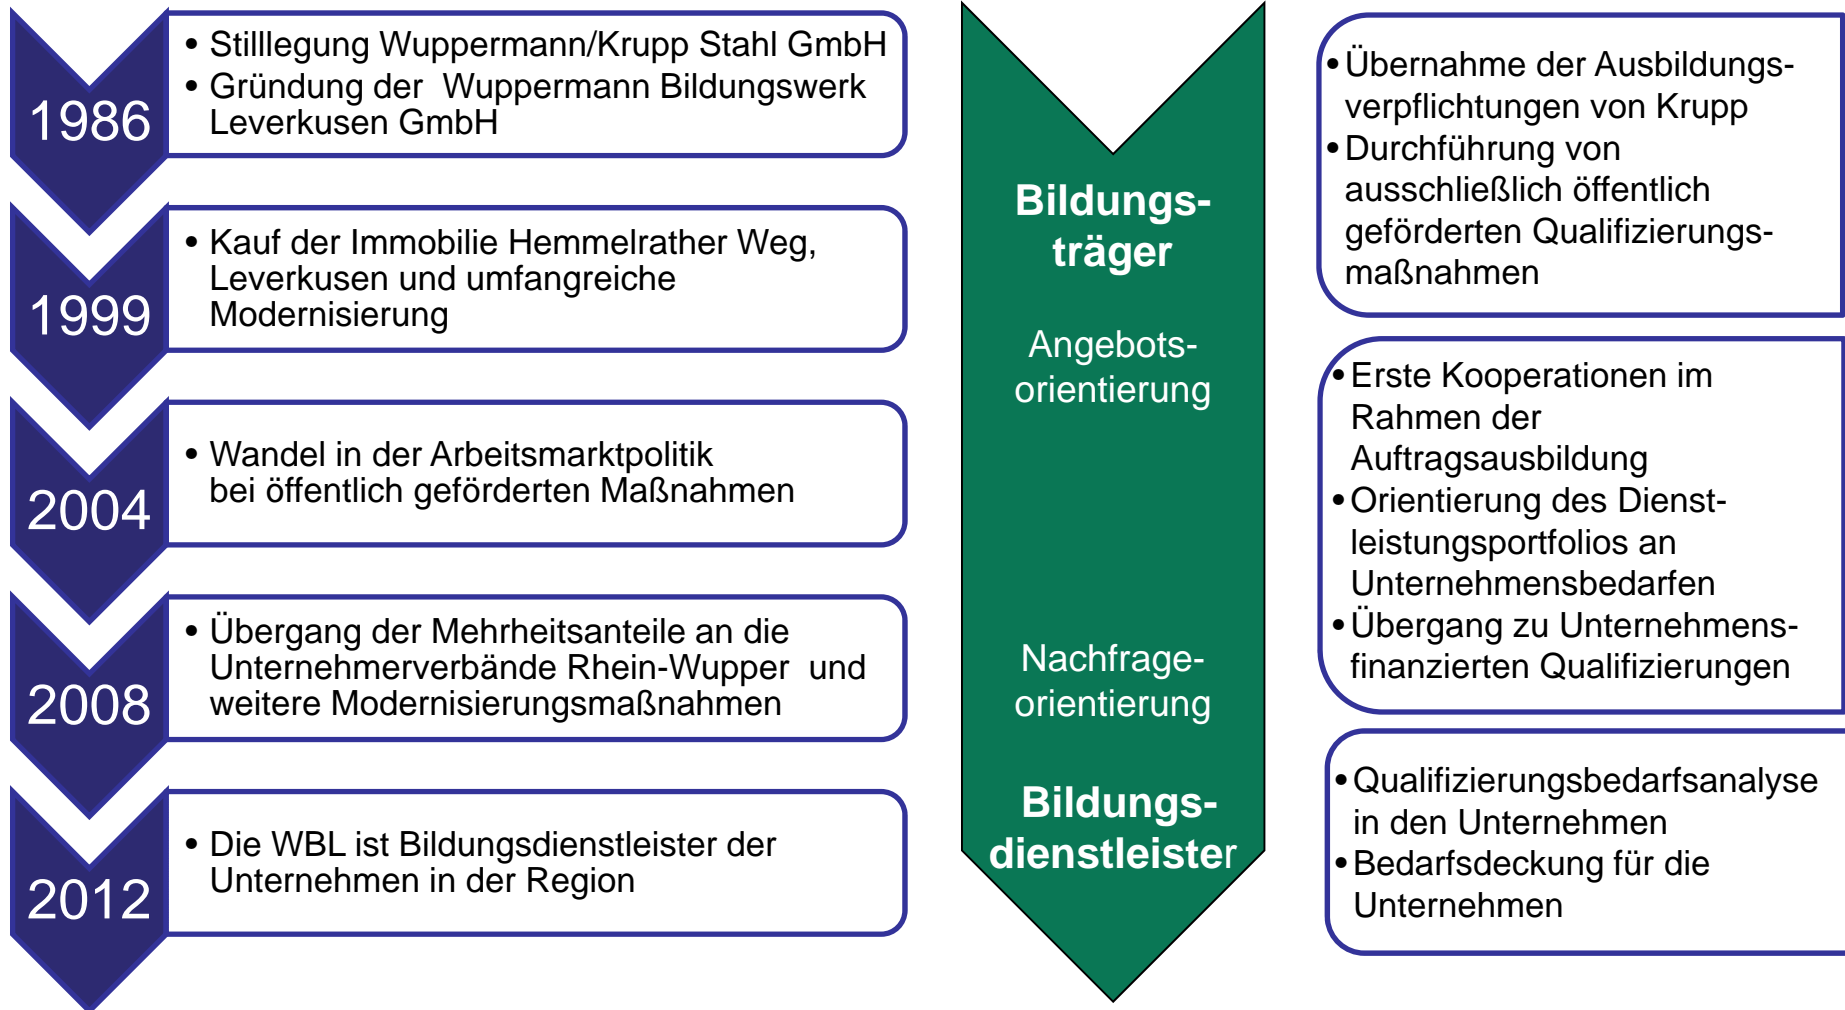 1986
• Stilllegung Wuppermann/Krupp Stahl GmbH
• Gründung der Wuppermann Bildungswerk
Leverkusen GmbH
1999
• Kauf der Immobilie Hemmelrather Weg,
Leverkusen und umfangreiche
Modernisierung
2004
• Wandel in der Arbeitsmarktpolitik
bei öffentlich geförderten Maßnahmen
2008
• Übergang der Mehrheitsanteile an die
Unternehmerverbände Rhein-Wupper und
weitere Modernisierungsmaßnahmen
2012
• Die WBL ist Bildungsdienstleister der
Unternehmen in der Region
Bildungs-
träger
Angebots-
orientierung
Nachfrage-
orientierung
Bildungs-
dienstleister
• Übernahme der Ausbildungs-
verpflichtungen von Krupp
• Durchführung von
ausschließlich öffentlich
geförderten Qualifizierungs-
maßnahmen
• Erste Kooperationen im
Rahmen der
Auftragsausbildung
• Orientierung des Dienst-
leistungsportfolios an
Unternehmensbedarfen
• Übergang zu Unternehmens-
finanzierten Qualifizierungen
• Qualifizierungsbedarfsanalyse
in den Unternehmen
• Bedarfsdeckung für die
Unternehmen